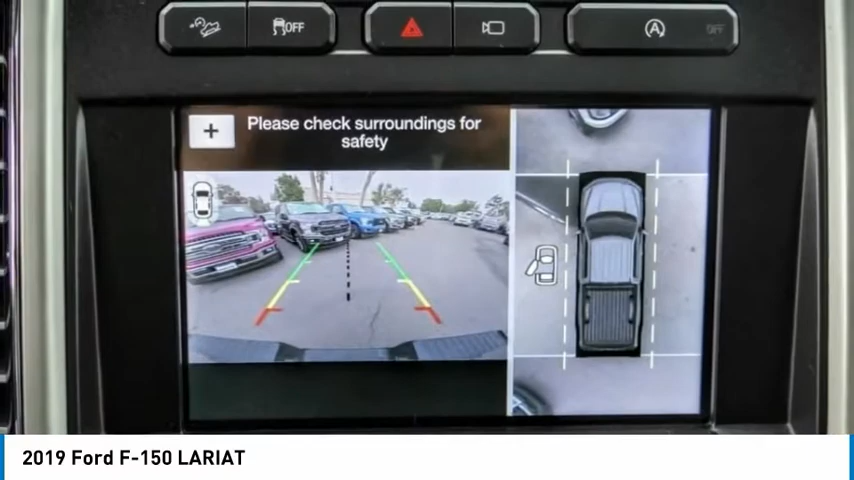 OFF
A
OFF
+ Please check surroundings for
safety
2019 Ford F-150 LARIAT